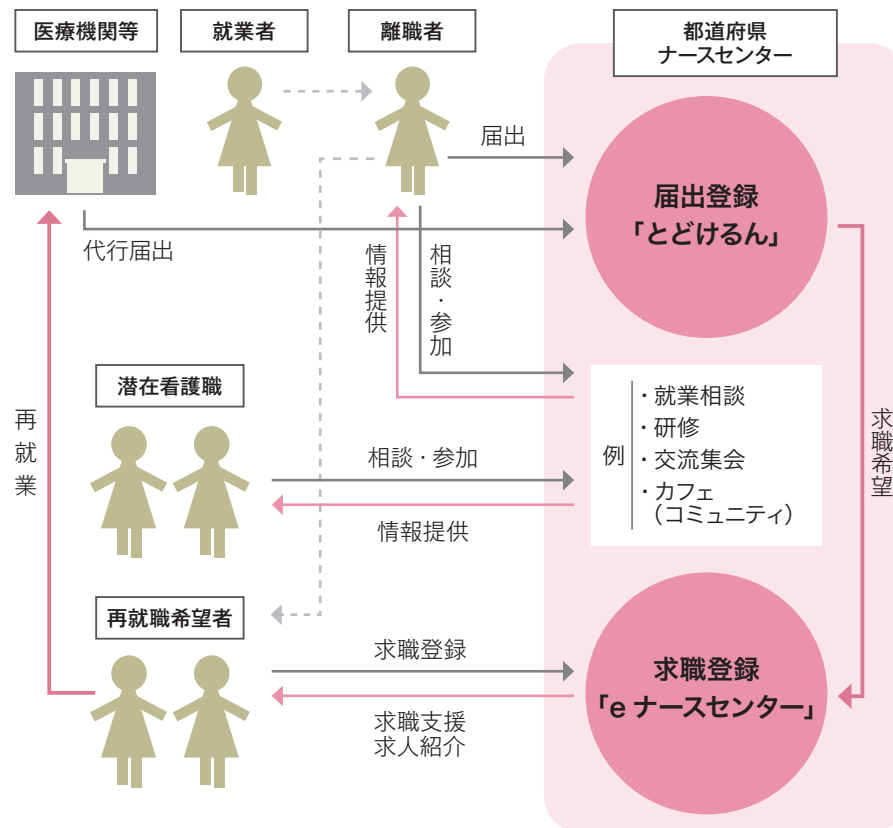 医療機関等
就業者
離職者
都道府県
ナースセンター
届出
届出登録
「とどけるん」
代行届出
情報提供
相談・参加
潜在看護職
再就業
相談・参加
情報提供
例
・就業相談
・研修
・交流集会
・カフェ
（コミュニティ）
求職希望
再就職希望者
求職登録
求職支援
求人紹介
求職登録
「e ナースセンター」